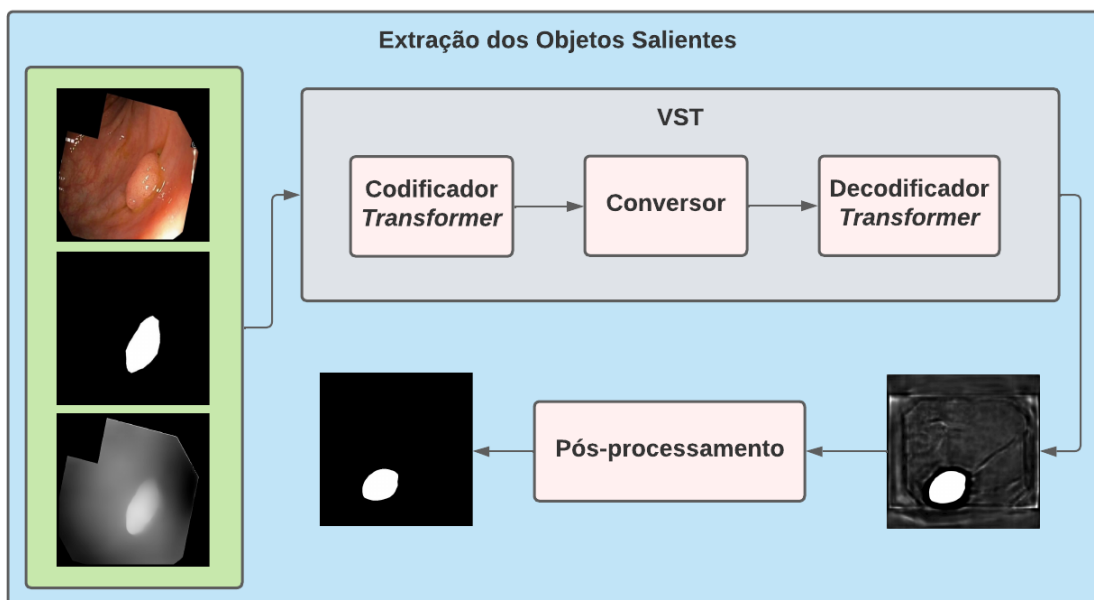 Extração dos Objetos Salientes
VST
Codificador
Transformer
Conversor
Decodificador
Transformer
Pós-processamento